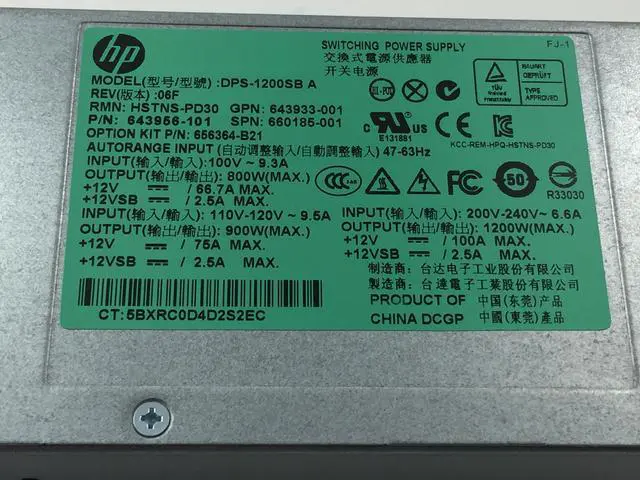 hp
SWITCHING POWER SUPPLY
FJ-1
交換式電源供應器
开关电源
MODEL(型号/型號):DPS-1200SB A
REV(版本):06F
RMN: HSTNS-PD30 GPN: 643933-001
P/N: 643956-101 SPN: 660185-001
OPTION KIT P/N: 656364-B21
HI-POT
TÜV
BAUART GEPRÜFT
TYPE APPROVED
c RU US
E131881
CE
KCC-REM-HPQ-HSTNS-PD30
AUTORANGE INPUT (自动调整输入/自動調整輸入) 47-63Hz
INPUT(输入/輸入):100V ~ 9.3A
OUTPUT(输出/輸出): 800W(MAX.)
+12V ⎓ / 66.7A MAX.
+12VSB ⎓ / 2.5A MAX.
CCC
FC
50
R33030
INPUT(输入/輸入): 110V-120V ~ 9.5A
OUTPUT(输出/輸出): 900W(MAX.)
+12V ⎓ / 75A MAX.
+12VSB ⎓ / 2.5A MAX.
INPUT(输入/輸入): 200V-240V~ 6.6A
OUTPUT(输出/輸出): 1200W(MAX.)
+12V ⎓ / 100A MAX.
+12VSB ⎓ / 2.5A MAX.
制造商: 台达电子工业股份有限公司
製造商: 台達電子工業股份有限公司
PRODUCT OF 中国(东莞)产品
CHINA DCGP 中國(東莞)產品
CT:5BXRC0D4D2S2EC